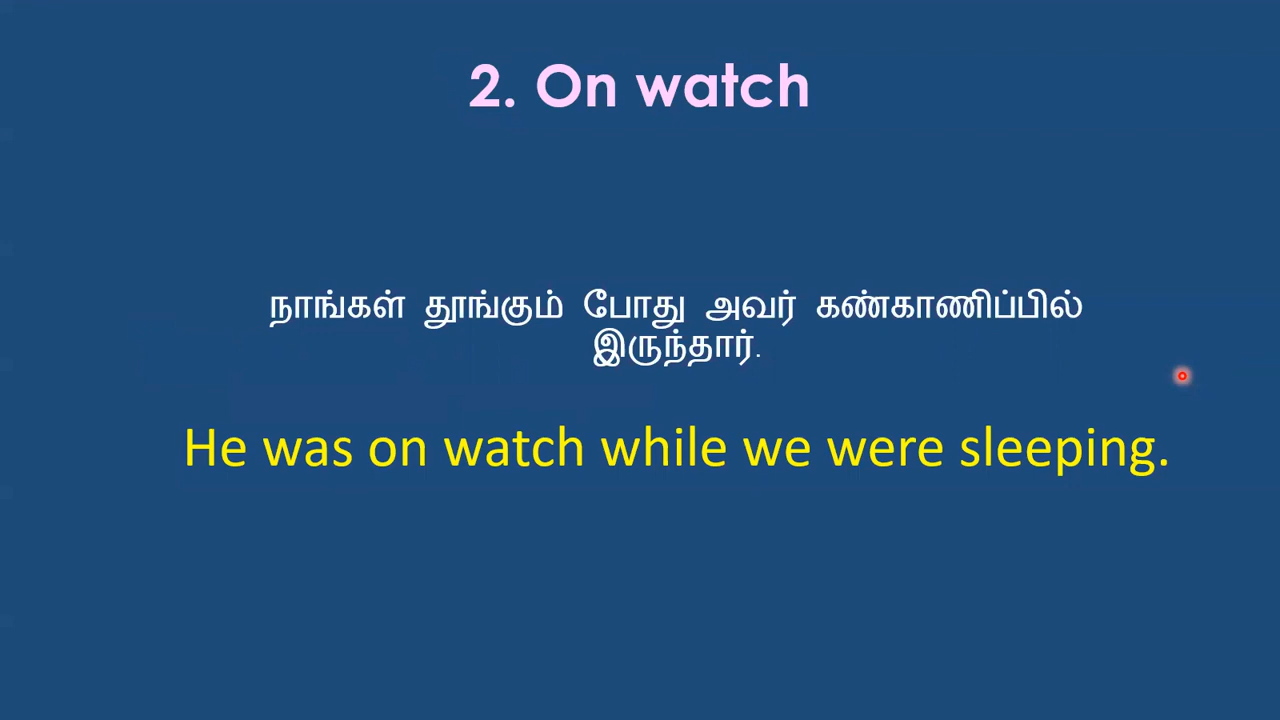 2. On watch
நாங்கள் தூங்கும் போது அவர் கண்காணிப்பில்
இருந்தார்.
He was on watch while we were sleeping.